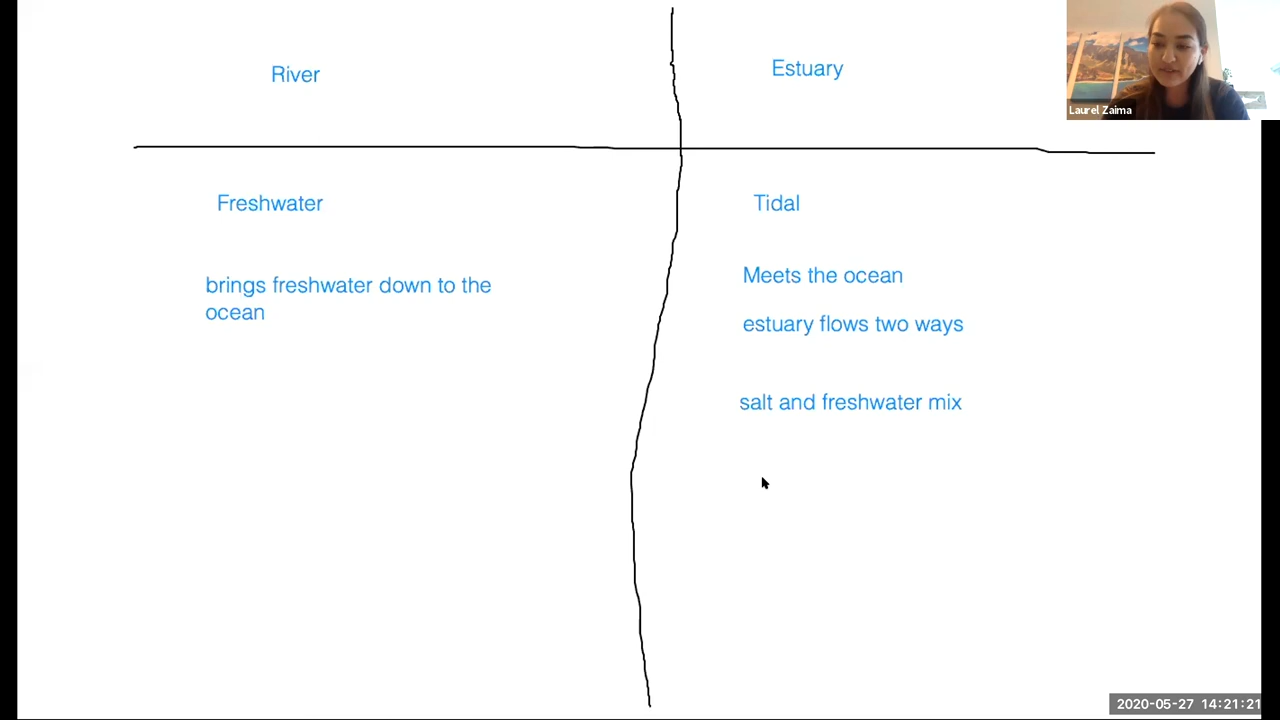 River
Estuary
Laurel Zaima
Freshwater
Tidal
brings freshwater down to the
ocean
Meets the ocean
estuary flows two ways
salt and freshwater mix
2020-05-27 14:21:21